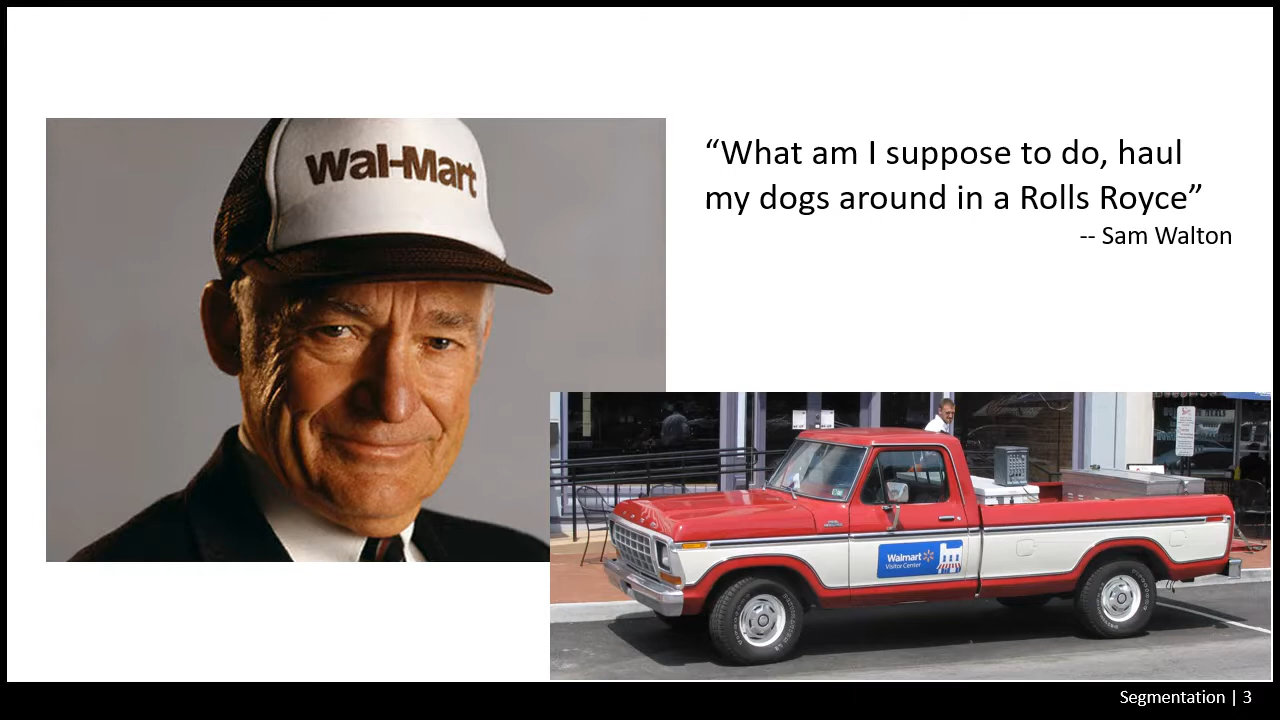 Wal-Mart
“What am I suppose to do, haul
my dogs around in a Rolls Royce”
-- Sam Walton
FORD
Walmart
Visitor Center
Segmentation | 3